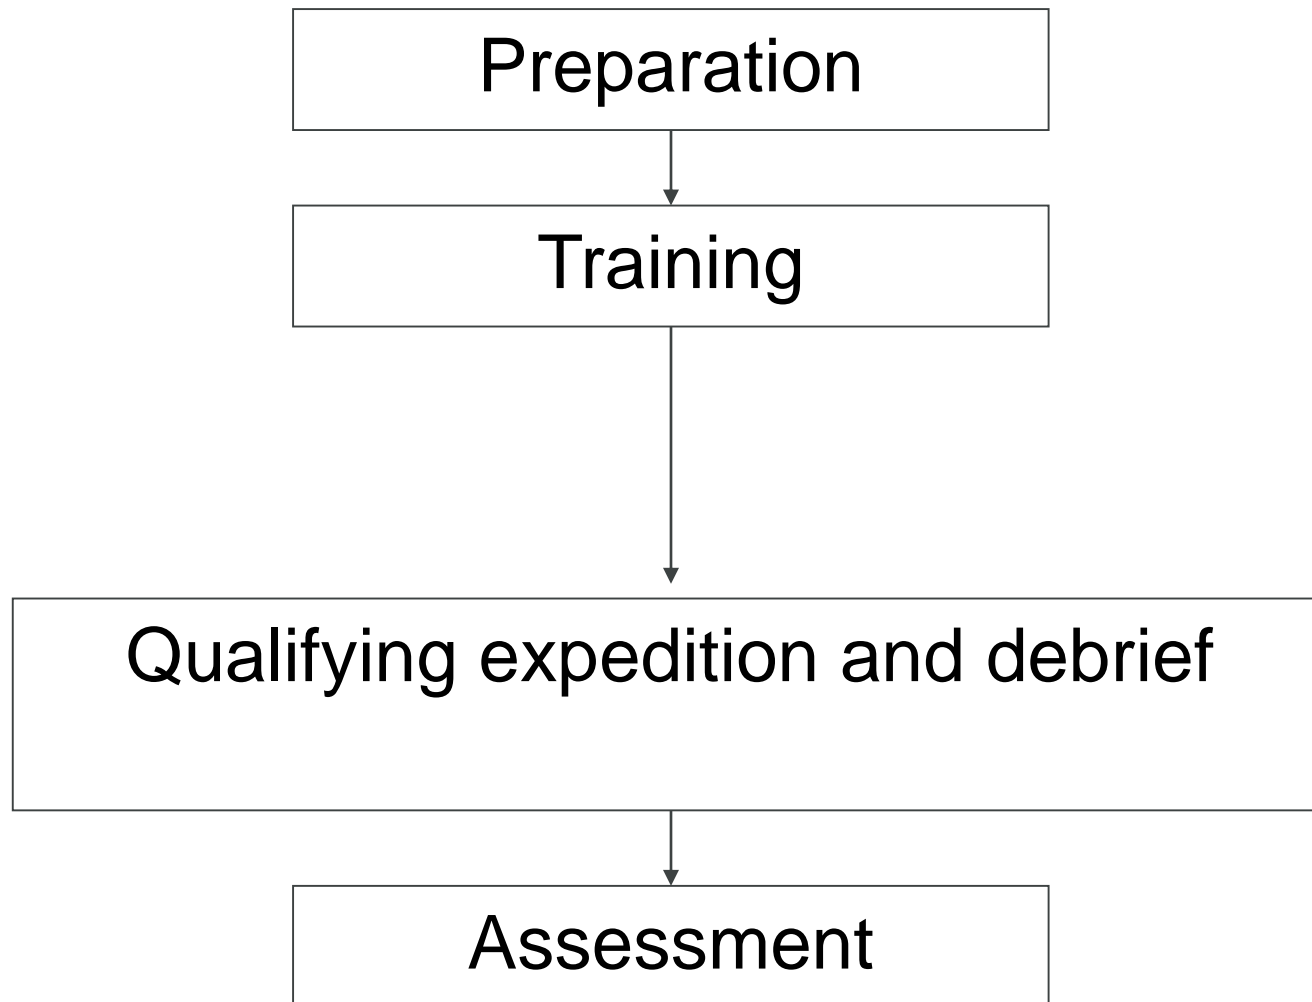 Preparation
Training
Qualifying expedition and debrief
Assessment